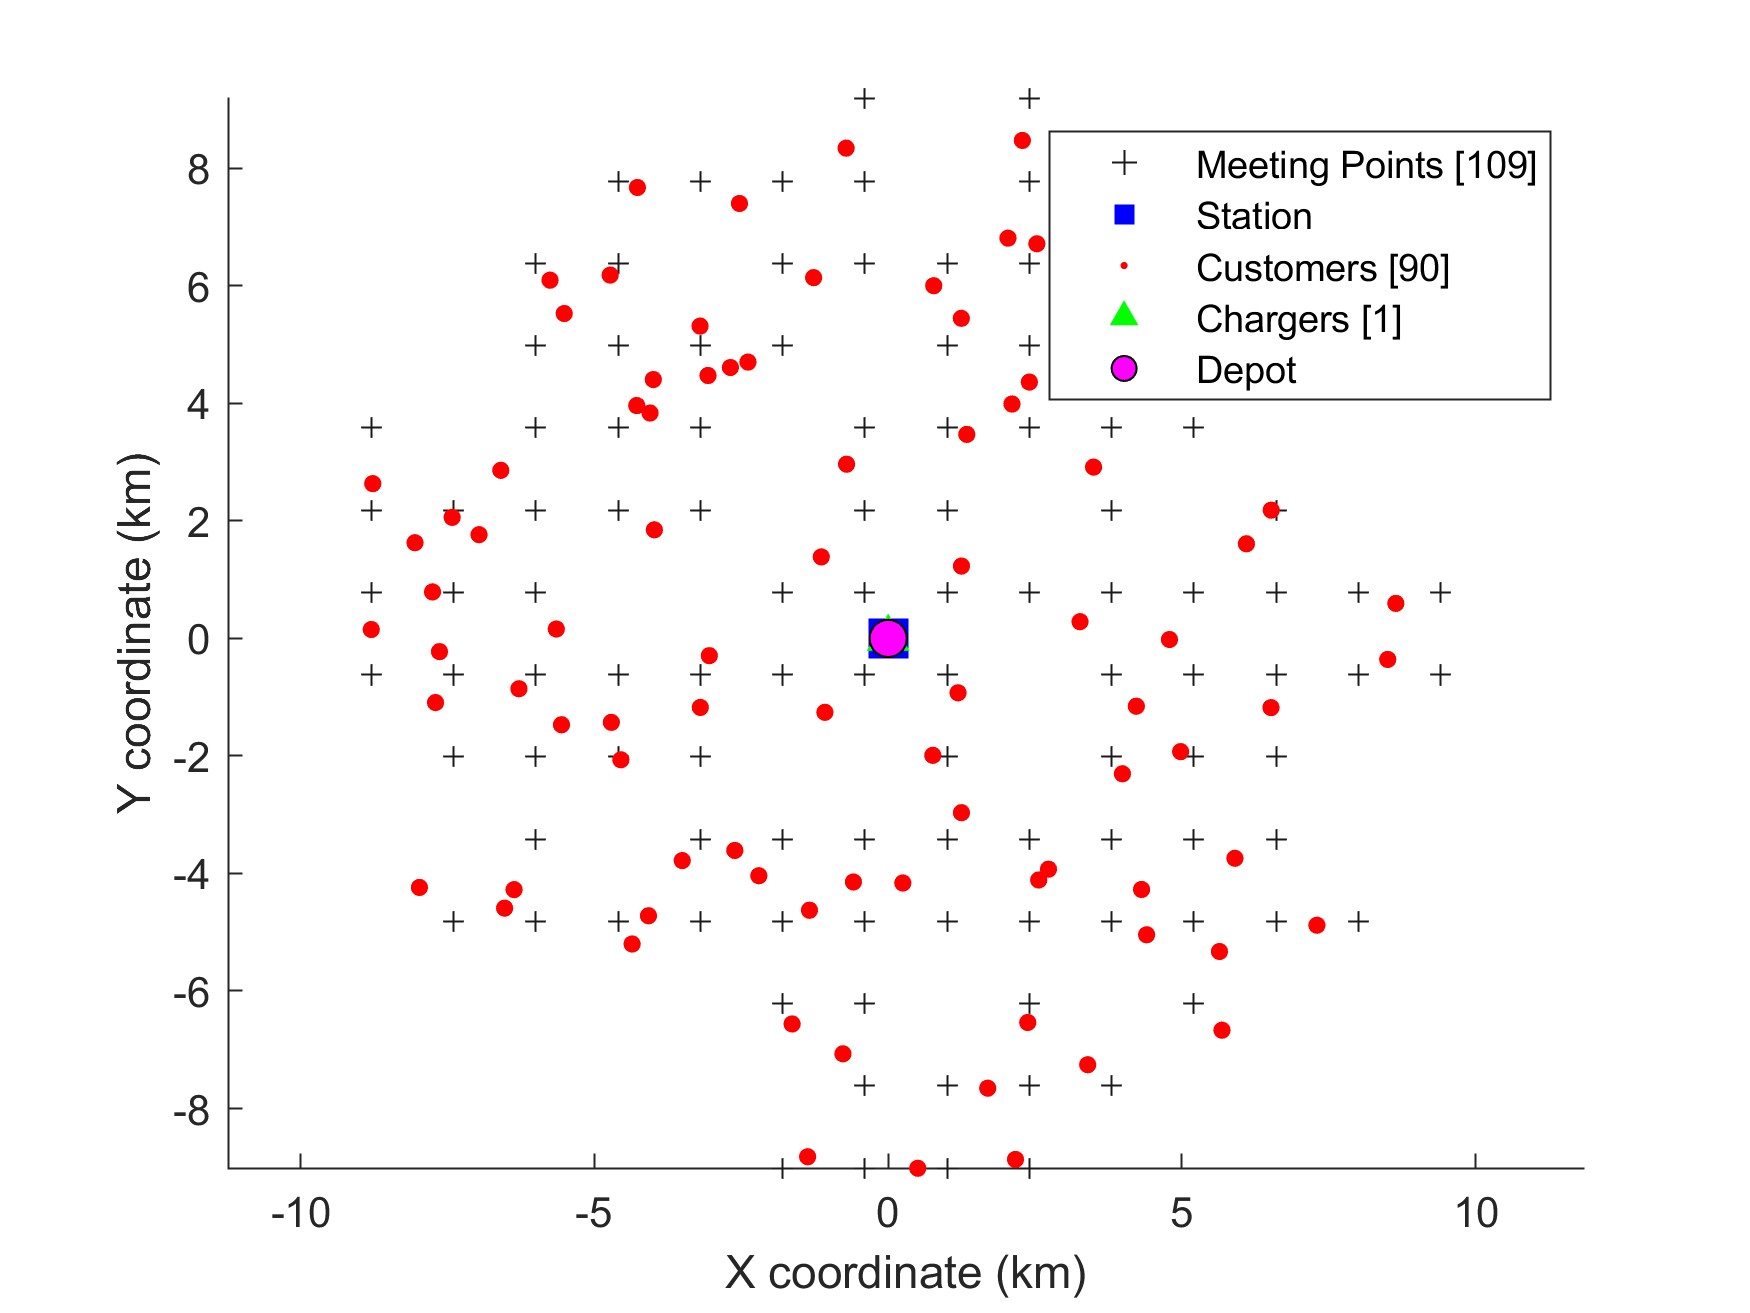 8
6
4
2
0
-2
-4
-6
-8
Y coordinate (km)
Meeting Points [109]
Station
Customers [90]
Chargers [1]
Depot
-10 -5 0 5 10
X coordinate (km)